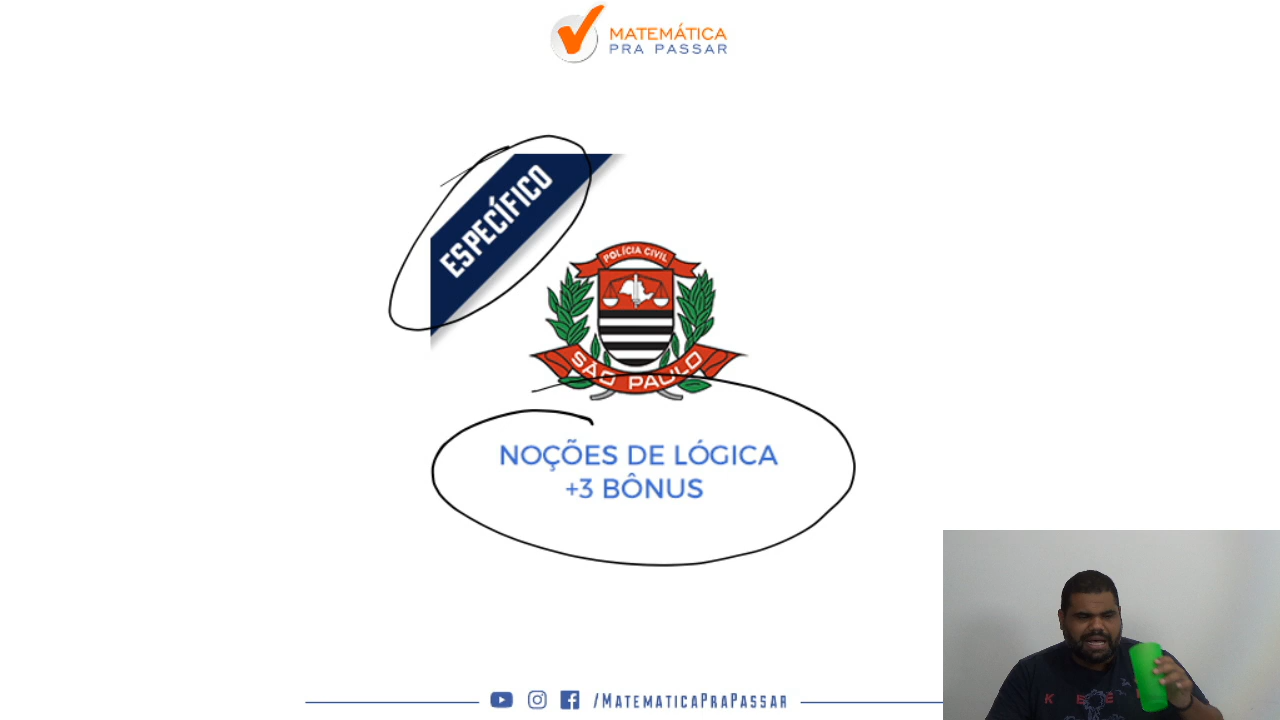 MATEMÁTICA
PRA PASSAR
ESPECÍFICO
POLÍCIA CIVIL
SÃO PAULO
NOÇÕES DE LÓGICA
+3 BÔNUS
/MATEMATICAPRAPASSAR